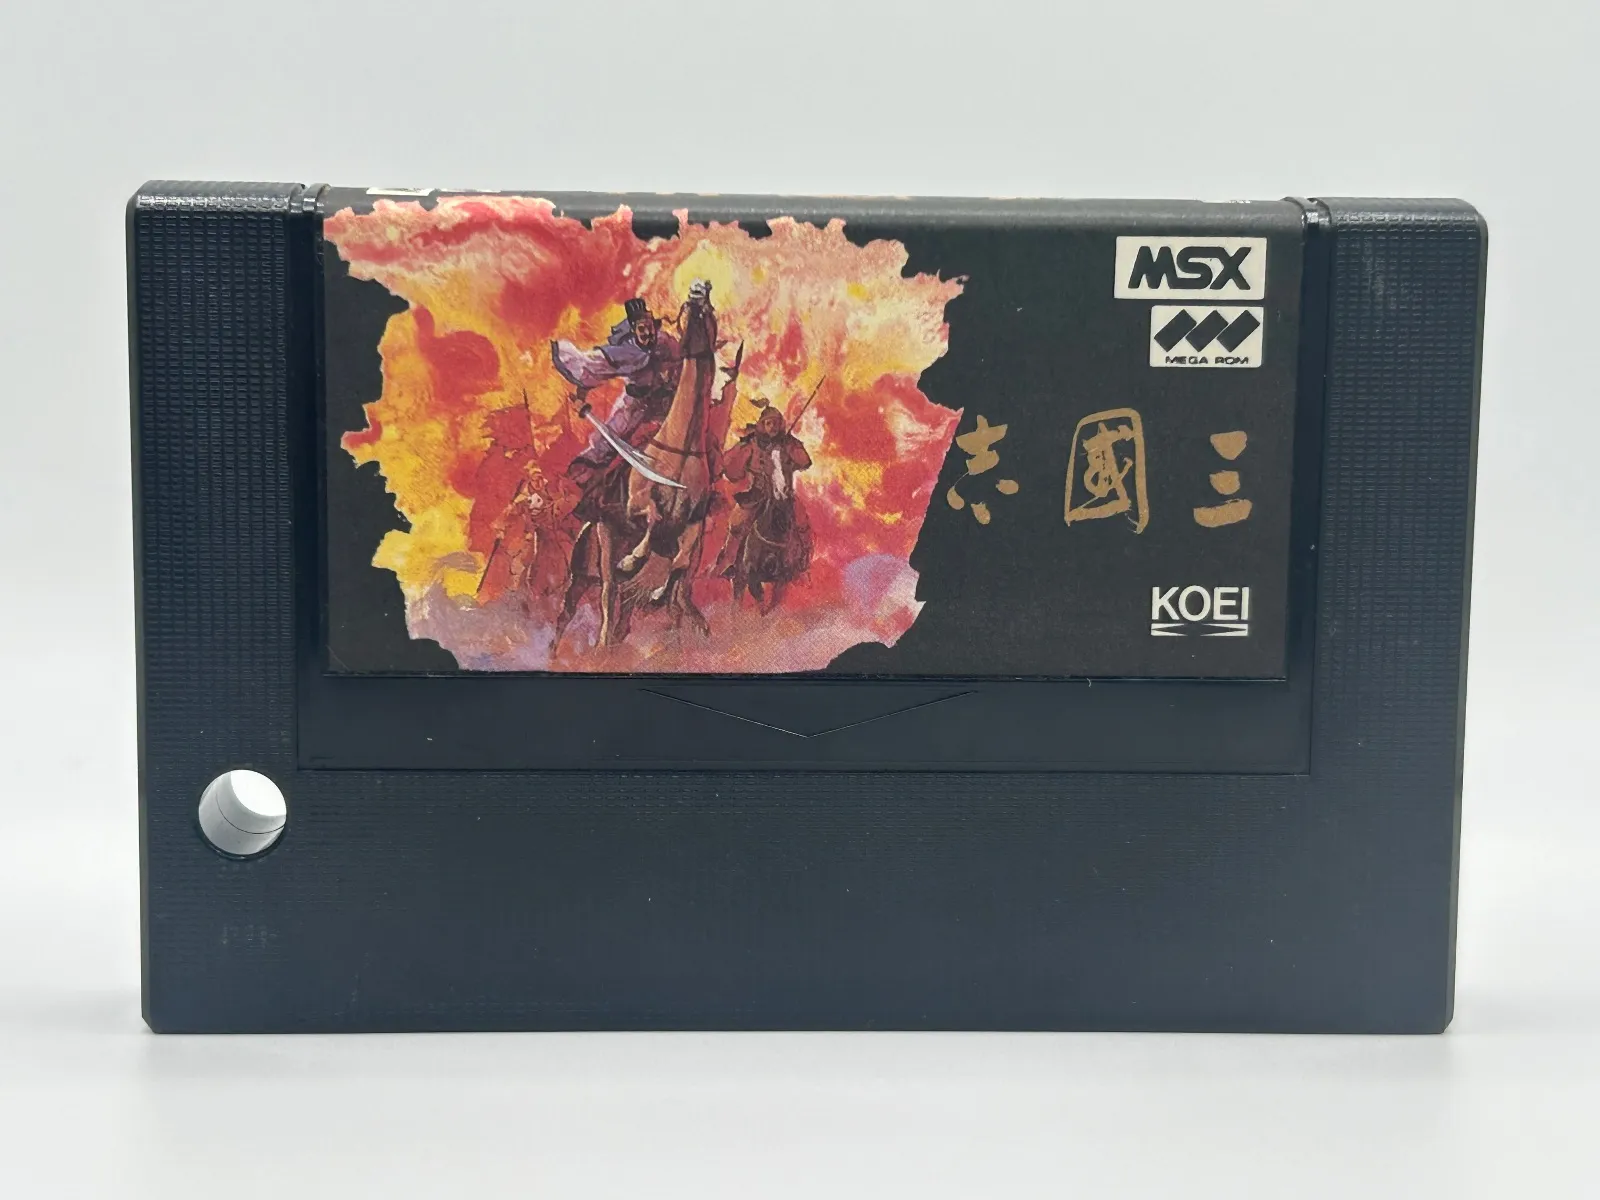 MSX
MEGA ROM
三國志
KOEI